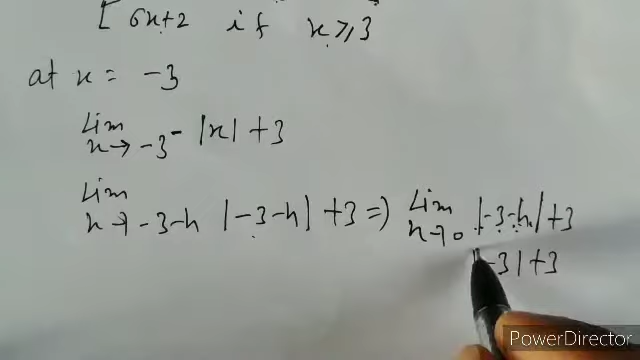 [ 6x+2 if x≥3
at x = -3
Lim x→-3⁻ |x| +3
Lim x→-3-h |-3-h| +3 ⇒ Lim h→0 |-3-h| +3
|-3| +3
PowerDirector